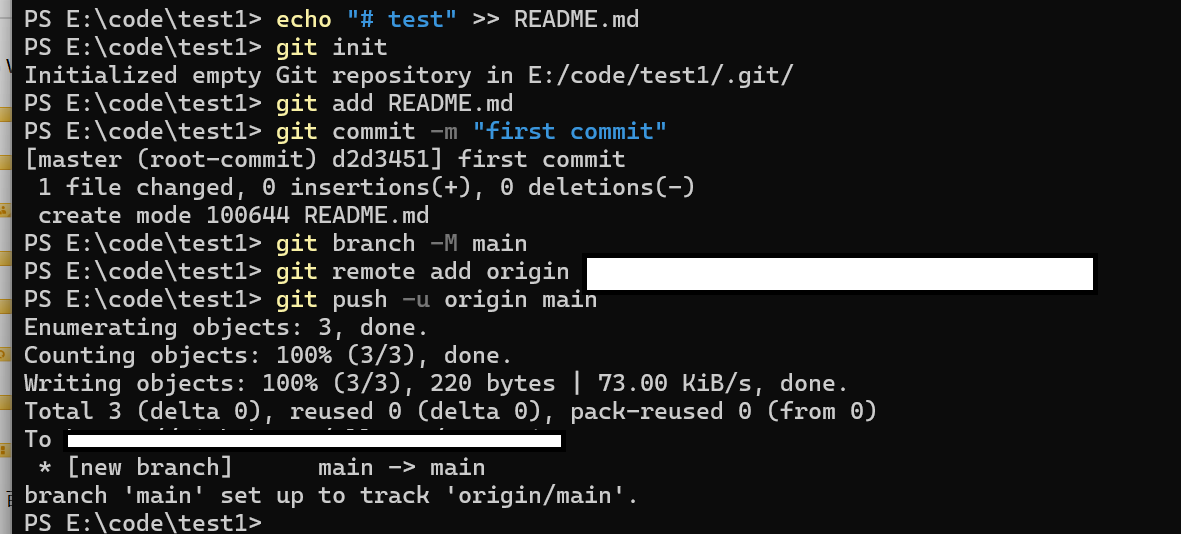 PS E:\code\test1> echo "# test" >> README.md
PS E:\code\test1> git init
Initialized empty Git repository in E:/code/test1/.git/
PS E:\code\test1> git add README.md
PS E:\code\test1> git commit -m "first commit"
[master (root-commit) d2d3451] first commit
 1 file changed, 0 insertions(+), 0 deletions(-)
 create mode 100644 README.md
PS E:\code\test1> git branch -M main
PS E:\code\test1> git remote add origin
PS E:\code\test1> git push -u origin main
Enumerating objects: 3, done.
Counting objects: 100% (3/3), done.
Writing objects: 100% (3/3), 220 bytes | 73.00 KiB/s, done.
Total 3 (delta 0), reused 0 (delta 0), pack-reused 0 (from 0)
To
 * [new branch]      main -> main
branch 'main' set up to track 'origin/main'.
PS E:\code\test1>